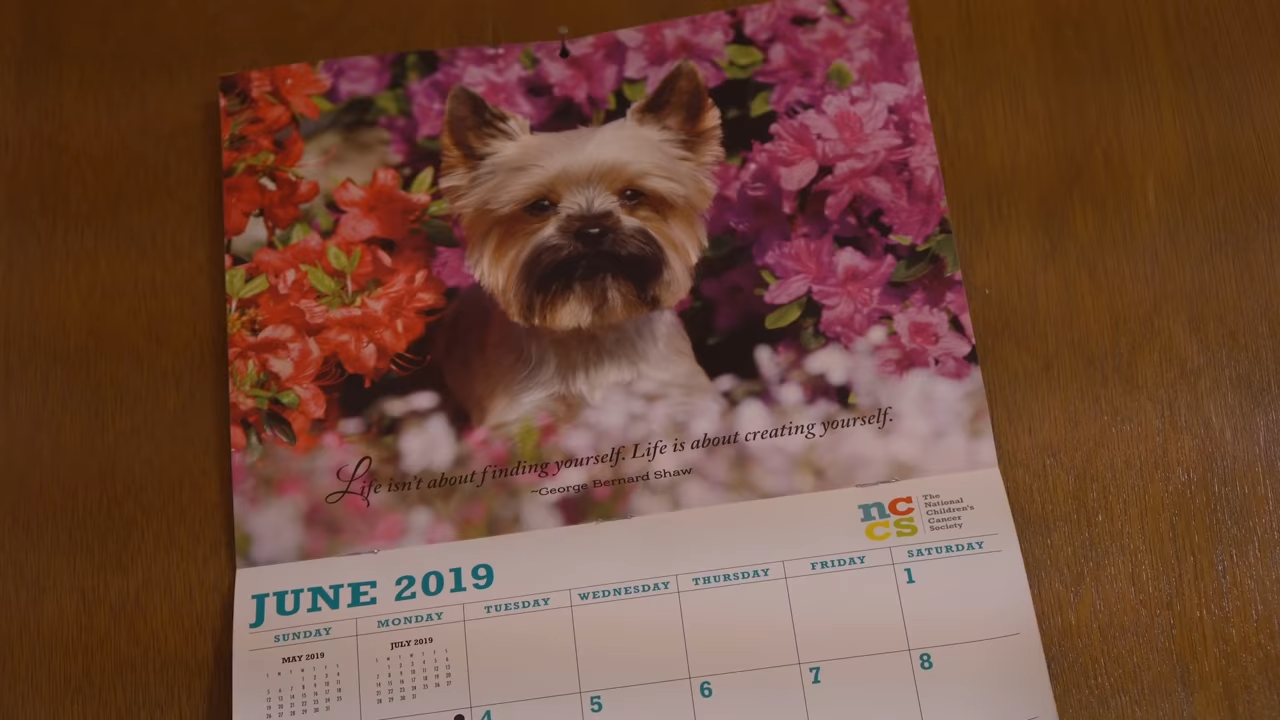 Life isn't about finding yourself. Life is about creating yourself.
~George Bernard Shaw
nccs
The
National
Children's
Cancer
Society
JUNE 2019
SUNDAY MONDAY TUESDAY WEDNESDAY THURSDAY FRIDAY SATURDAY
1
MAY 2019 JULY 2019
4 5 6 7 8